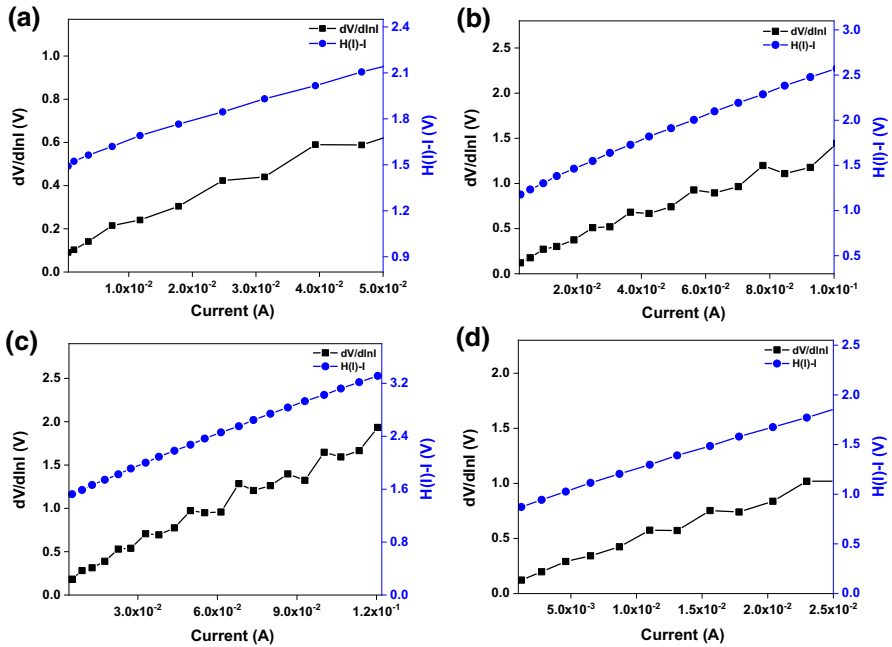 (a)
dV/dlnI
H(I)-I
dV/dlnI (V)
1.0
0.8
0.6
0.4
0.2
0.0
2.4
2.1
1.8
1.5
1.2
0.9
H(I)-I (V)
1.0x10⁻² 2.0x10⁻² 3.0x10⁻² 4.0x10⁻² 5.0x10⁻²
Current (A)
(b)
dV/dlnI
H(I)-I
dV/dlnI (V)
2.5
2.0
1.5
1.0
0.5
0.0
3.0
2.5
2.0
1.5
1.0
0.5
H(I)-I (V)
2.0x10⁻² 4.0x10⁻² 6.0x10⁻² 8.0x10⁻² 1.0x10⁻¹
Current (A)
(c)
dV/dlnI
H(I)-I
dV/dlnI (V)
2.5
2.0
1.5
1.0
0.5
0.0
3.2
2.4
1.6
0.8
0.0
H(I)-I (V)
3.0x10⁻² 6.0x10⁻² 9.0x10⁻² 1.2x10⁻¹
Current (A)
(d)
dV/dlnI
H(I)-I
dV/dlnI (V)
2.0
1.5
1.0
0.5
0.0
2.5
2.0
1.5
1.0
0.5
0.0
H(I)-I (V)
5.0x10⁻³ 1.0x10⁻² 1.5x10⁻² 2.0x10⁻² 2.5x10⁻²
Current (A)